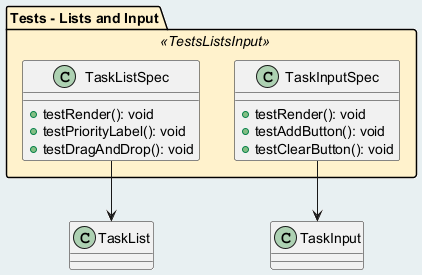 Tests - Lists and Input
«TestsListsInput»
C TaskListSpec
testRender(): void
testPriorityLabel(): void
testDragAndDrop(): void
C TaskInputSpec
testRender(): void
testAddButton(): void
testClearButton(): void
C TaskList
C TaskInput